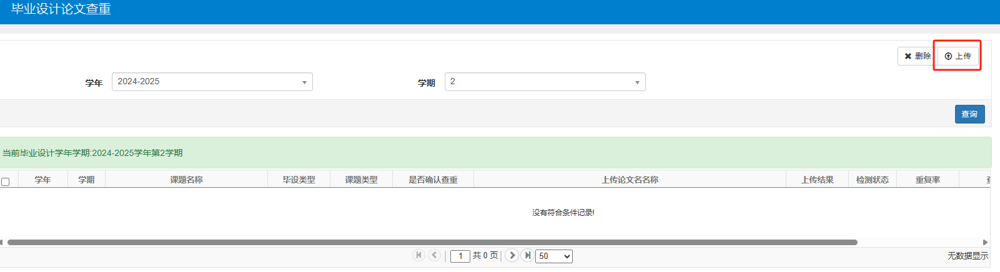 毕业设计论文查重
删除 上传
学年 2024-2025 学期 2
查询
当前毕业设计学年学期:2024-2025学年第2学期
学年 学期 课题名称 毕设类型 课题类型 是否确认查重 上传论文名名称 上传结果 检测状态 重复率
没有符合条件记录!
1 共 0 页 50 无数据显示